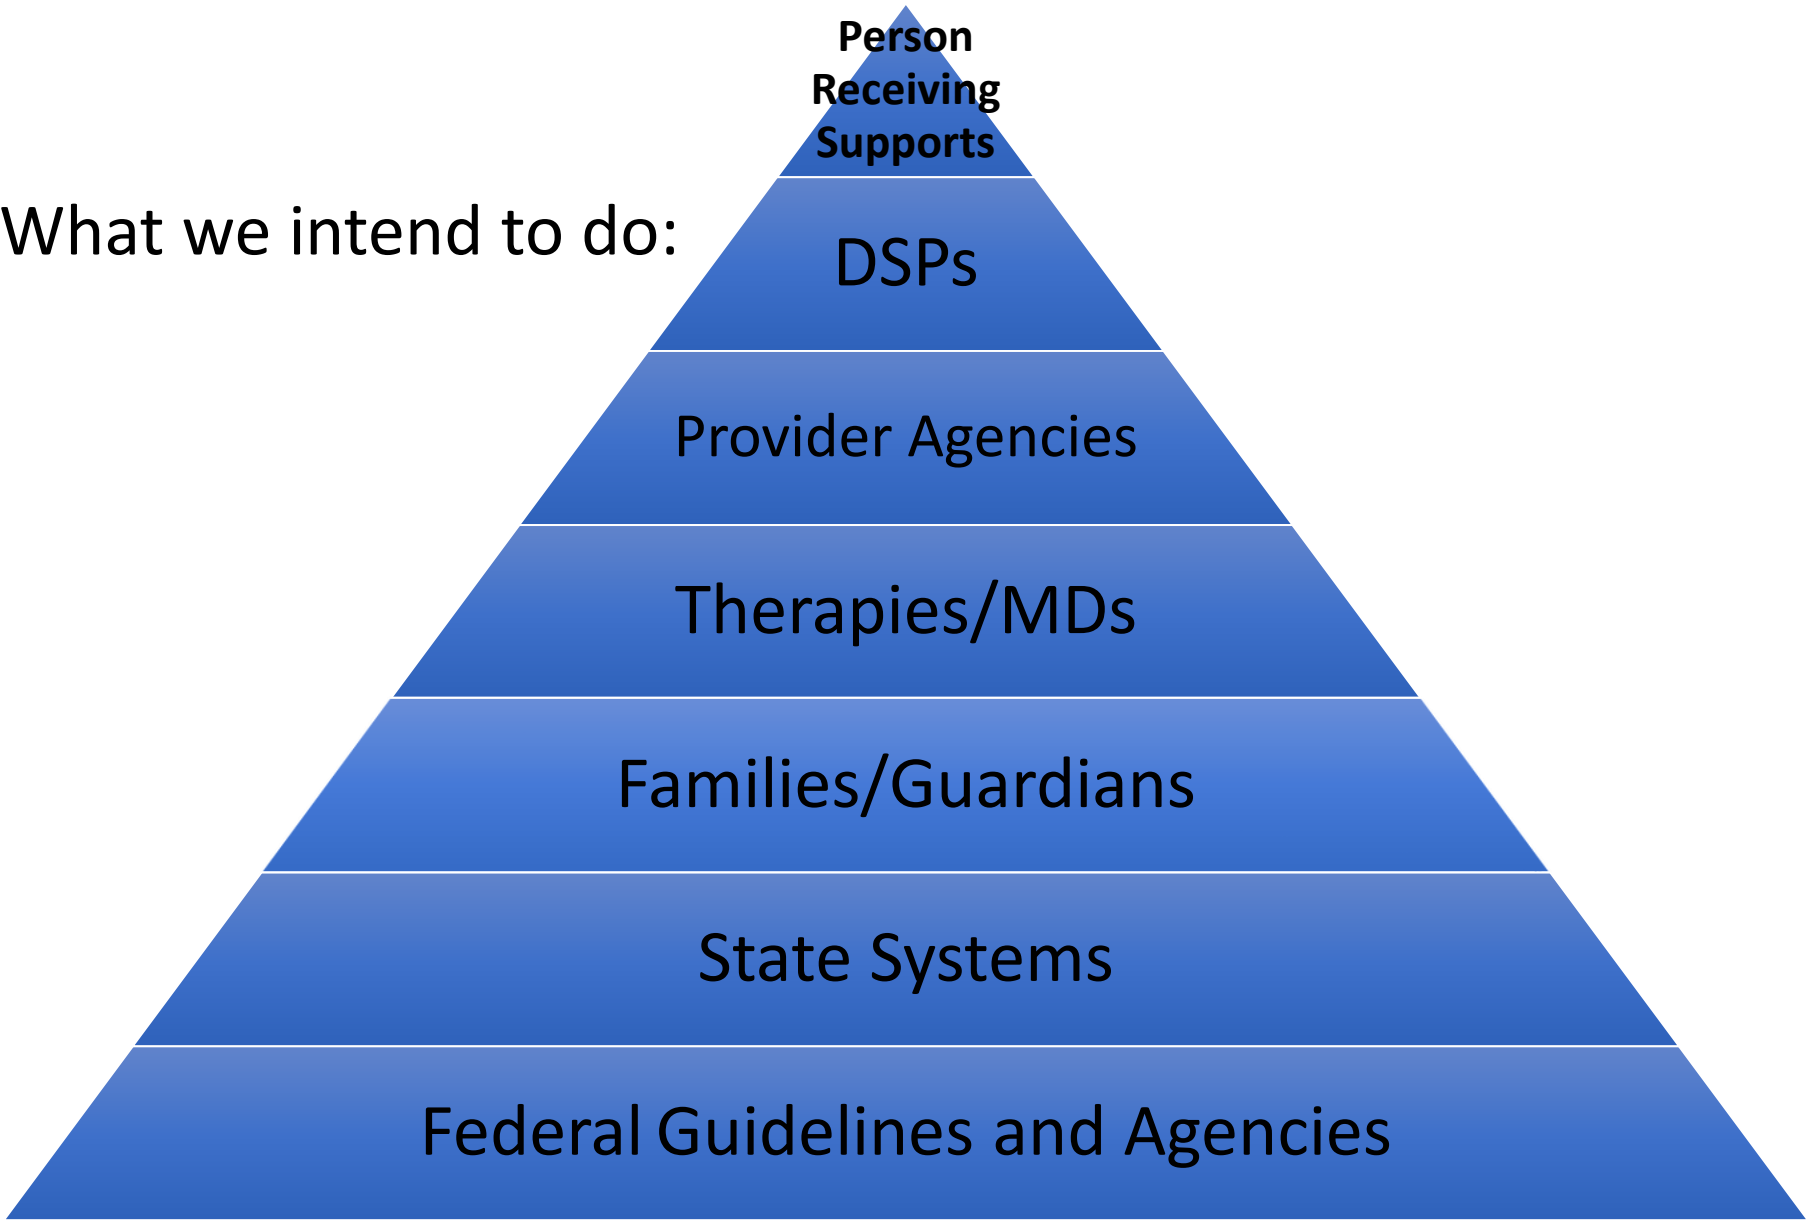 Person
Receiving
Supports
What we intend to do:
DSPs
Provider Agencies
Therapies/MDs
Families/Guardians
State Systems
Federal Guidelines and Agencies